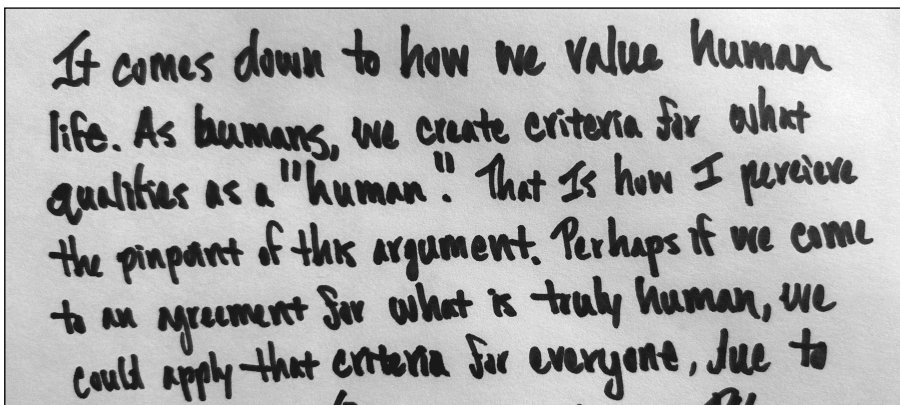 It comes down to how we value human
life. As humans, we create criteria for what
qualities as a "human". That Is how I percieve
the pinpoint of this argument. Perhaps if we come
to an agreement for what is truly human, we
could apply that criteria for everyone, due to